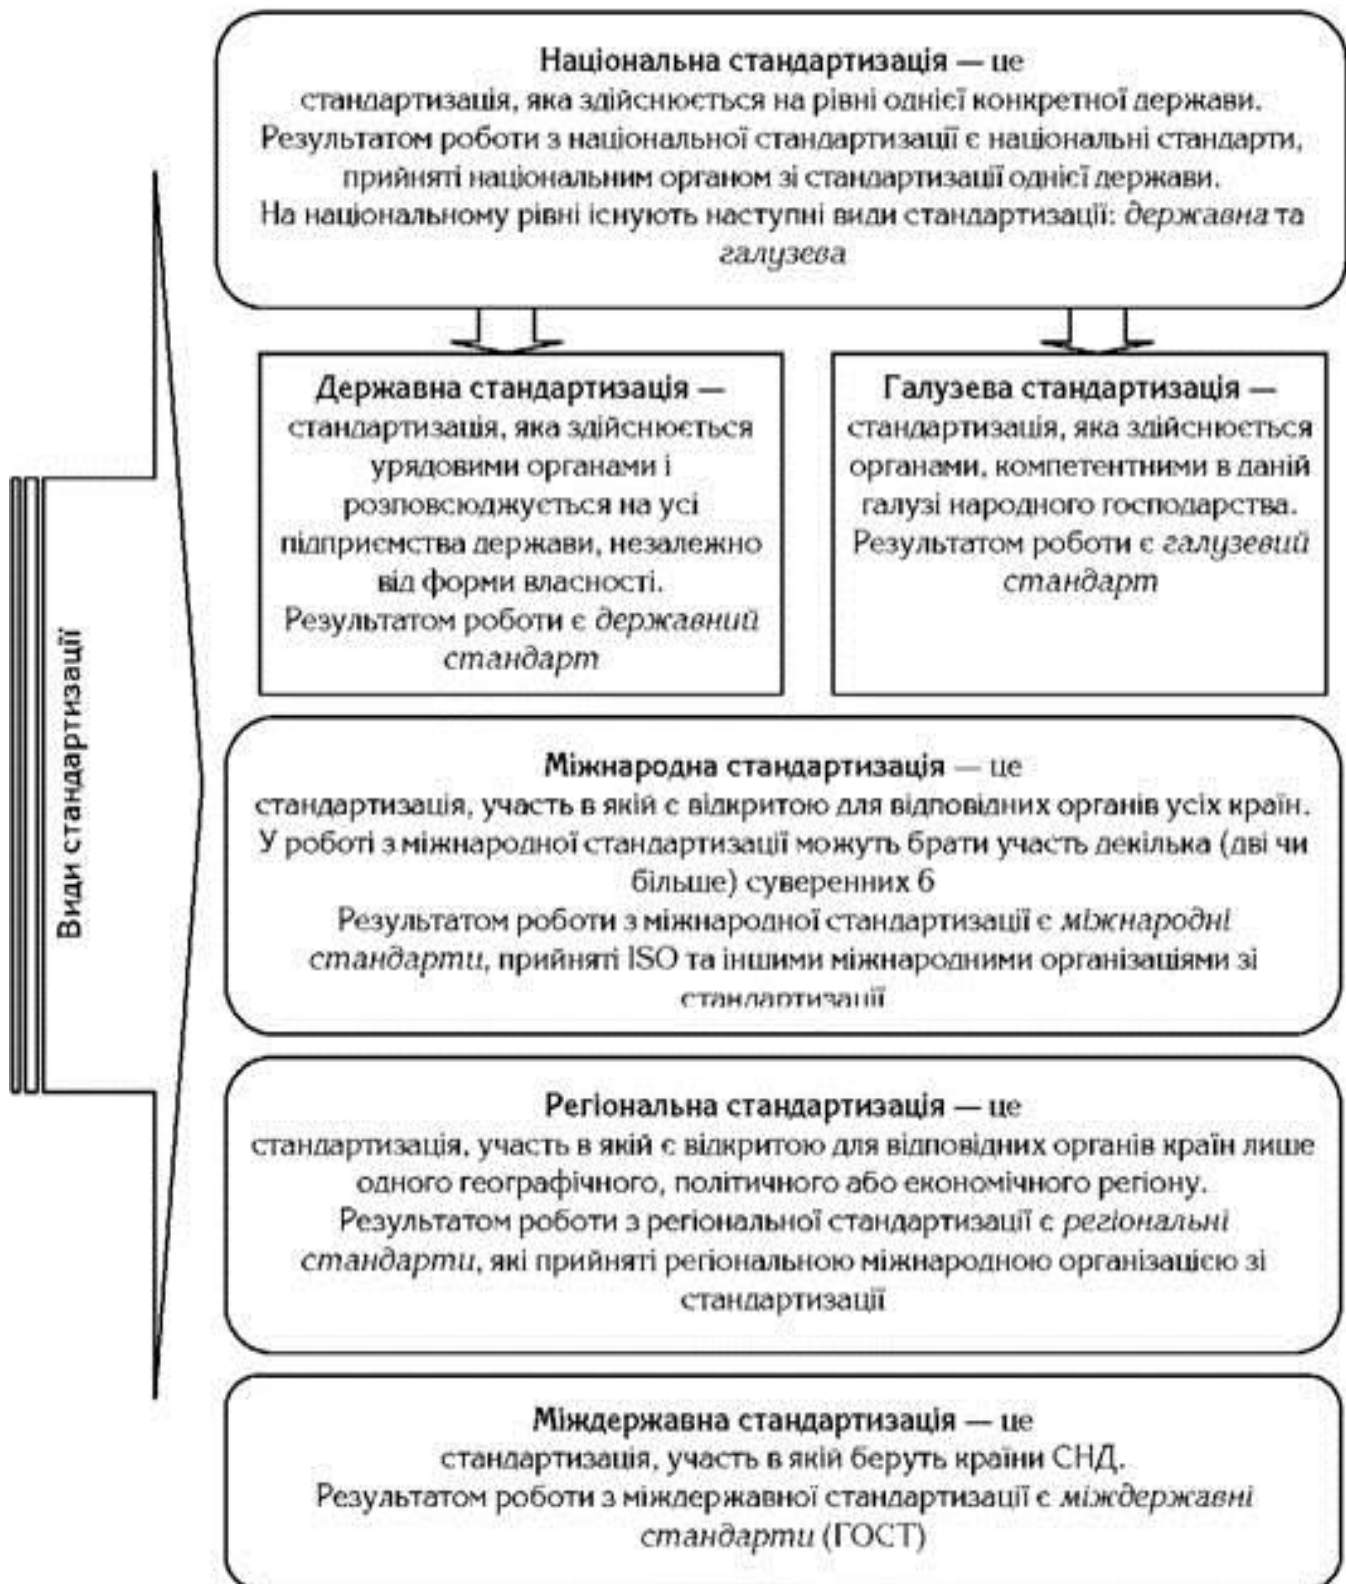 Національна стандартизація — це
стандартизація, яка здійснюється на рівні однієї конкретної держави.
Результатом роботи з національної стандартизації є національні стандарти,
прийняті національним органом зі стандартизації однієї держави.
На національному рівні існують наступні види стандартизації: державна та
галузева
Державна стандартизація —
стандартизація, яка здійснюється
урядовими органами і
розповсюджується на усі
підприємства держави, незалежно
від форми власності.
Результатом роботи є державний
стандарт
Галузева стандартизація —
стандартизація, яка здійснюється
органами, компетентними в даній
галузі народного господарства.
Результатом роботи є галузевий
стандарт
Види стандартизації
Міжнародна стандартизація — це
стандартизація, участь в якій є відкритою для відповідних органів усіх країн.
У роботі з міжнародної стандартизації можуть брати участь декілька (дві чи
більше) суверенних 6
Результатом роботи з міжнародної стандартизації є міжнародні
стандарти, прийняті ISO та іншими міжнародними організаціями зі
стандартизації
Регіональна стандартизація — це
стандартизація, участь в якій є відкритою для відповідних органів країн лише
одного географічного, політичного або економічного регіону.
Результатом роботи з регіональної стандартизації є регіональні
стандарти, які прийняті регіональною міжнародною організацією зі
стандартизації
Міждержавна стандартизація — це
стандартизація, участь в якій беруть країни СНД.
Результатом роботи з міждержавної стандартизації є міждержавні
стандарти (ГОСТ)